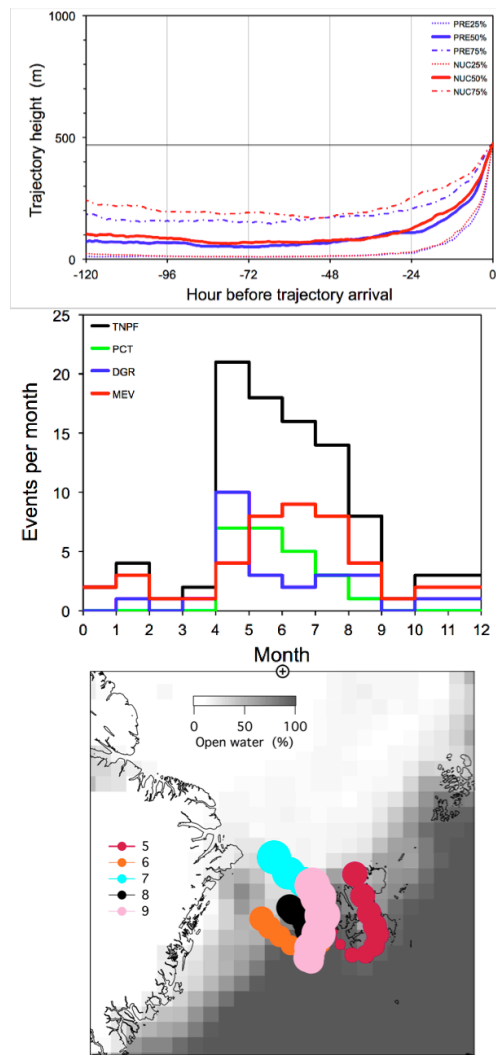 1000
500
0
Trajectory height (m)
PRE25%
PRE50%
PRE75%
NUC25%
NUC50%
NUC75%
-120 -96 -72 -48 -24 0
Hour before trajectory arrival
TNPF
PCT
DGR
MEV
25
20
15
10
5
0
Events per month
0 1 2 3 4 5 6 7 8 9 10 11 12
Month
0 50 100
Open water (%)
5
6
7
8
9